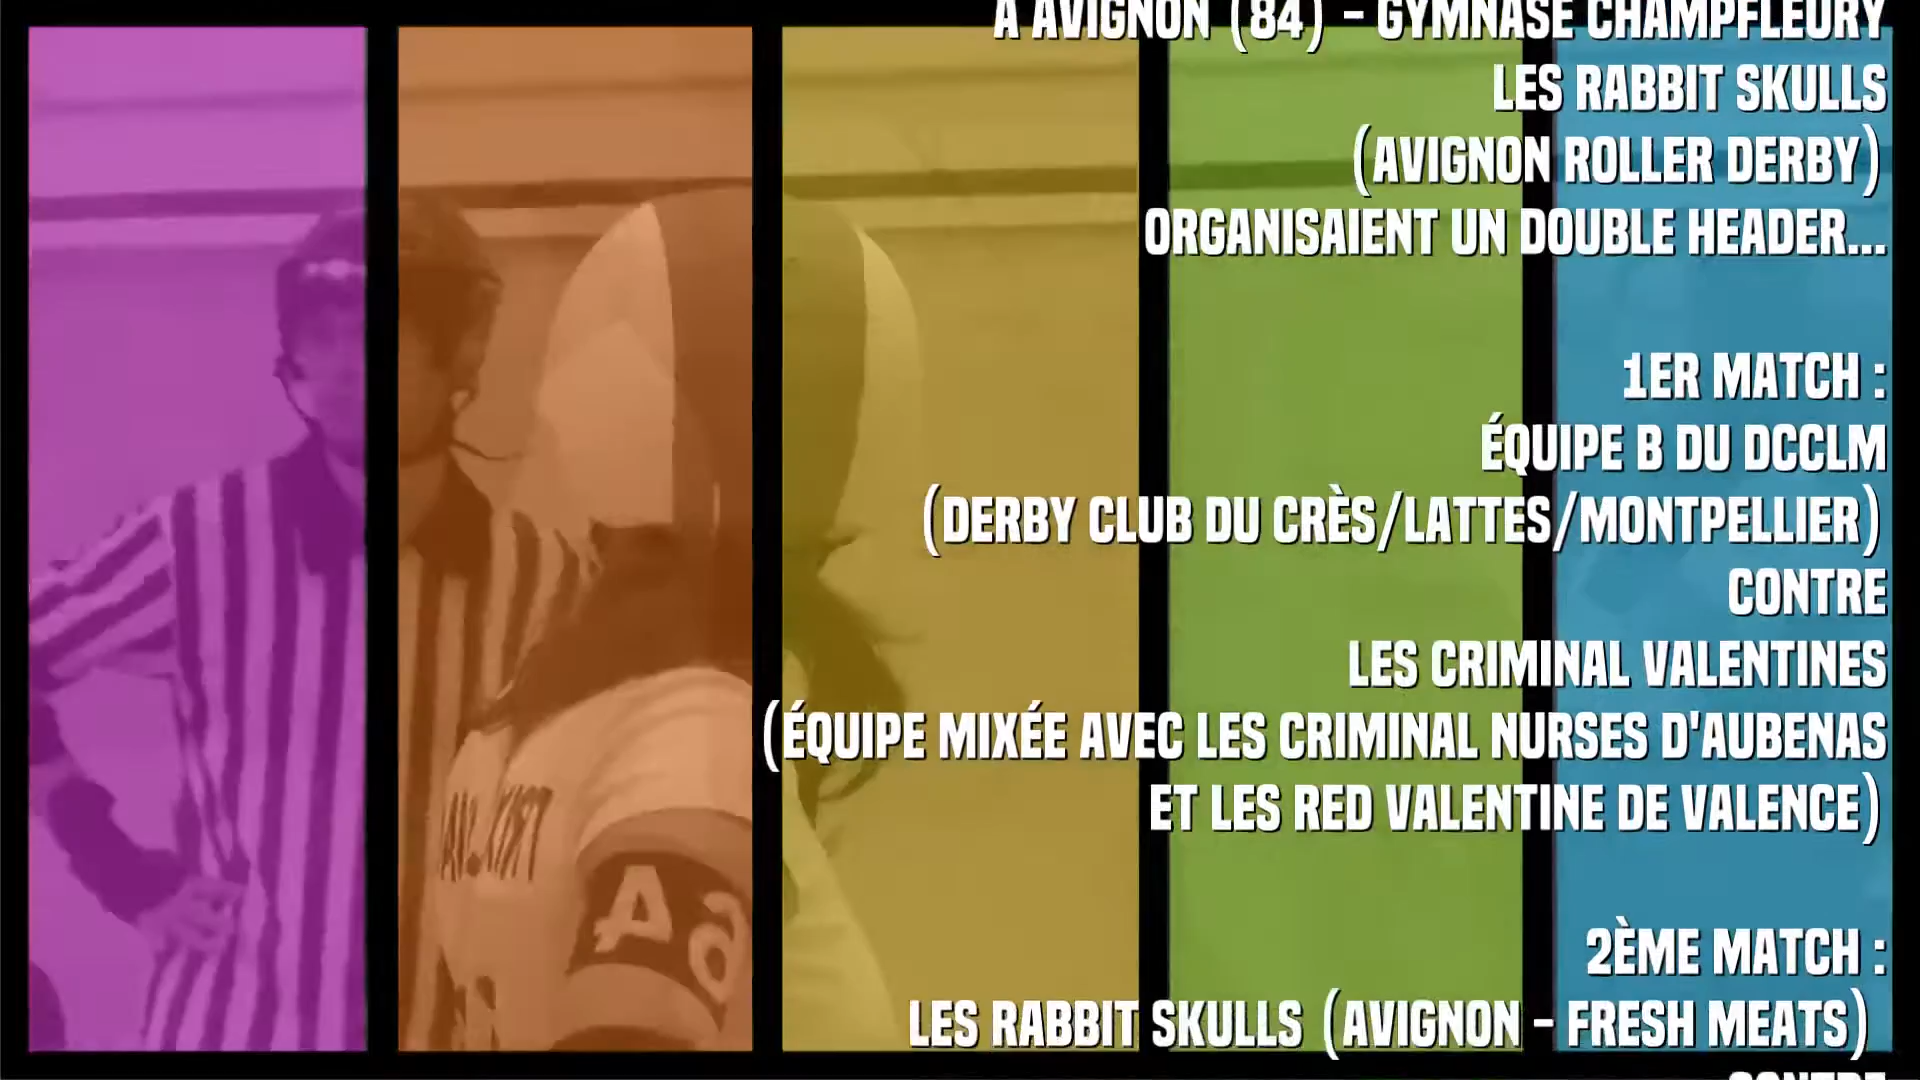 À AVIGNON (84) - GYMNASE CHAMPFLEURY
LES RABBIT SKULLS
(AVIGNON ROLLER DERBY)
ORGANISAIENT UN DOUBLE HEADER...
1ER MATCH :
ÉQUIPE B DU DCCLM
(DERBY CLUB DU CRÈS/LATTES/MONTPELLIER)
CONTRE
LES CRIMINAL VALENTINES
(ÉQUIPE MIXÉE AVEC LES CRIMINAL NURSES D'AUBENAS
ET LES RED VALENTINE DE VALENCE)
2ÈME MATCH :
LES RABBIT SKULLS (AVIGNON - FRESH MEATS)
CONTRE